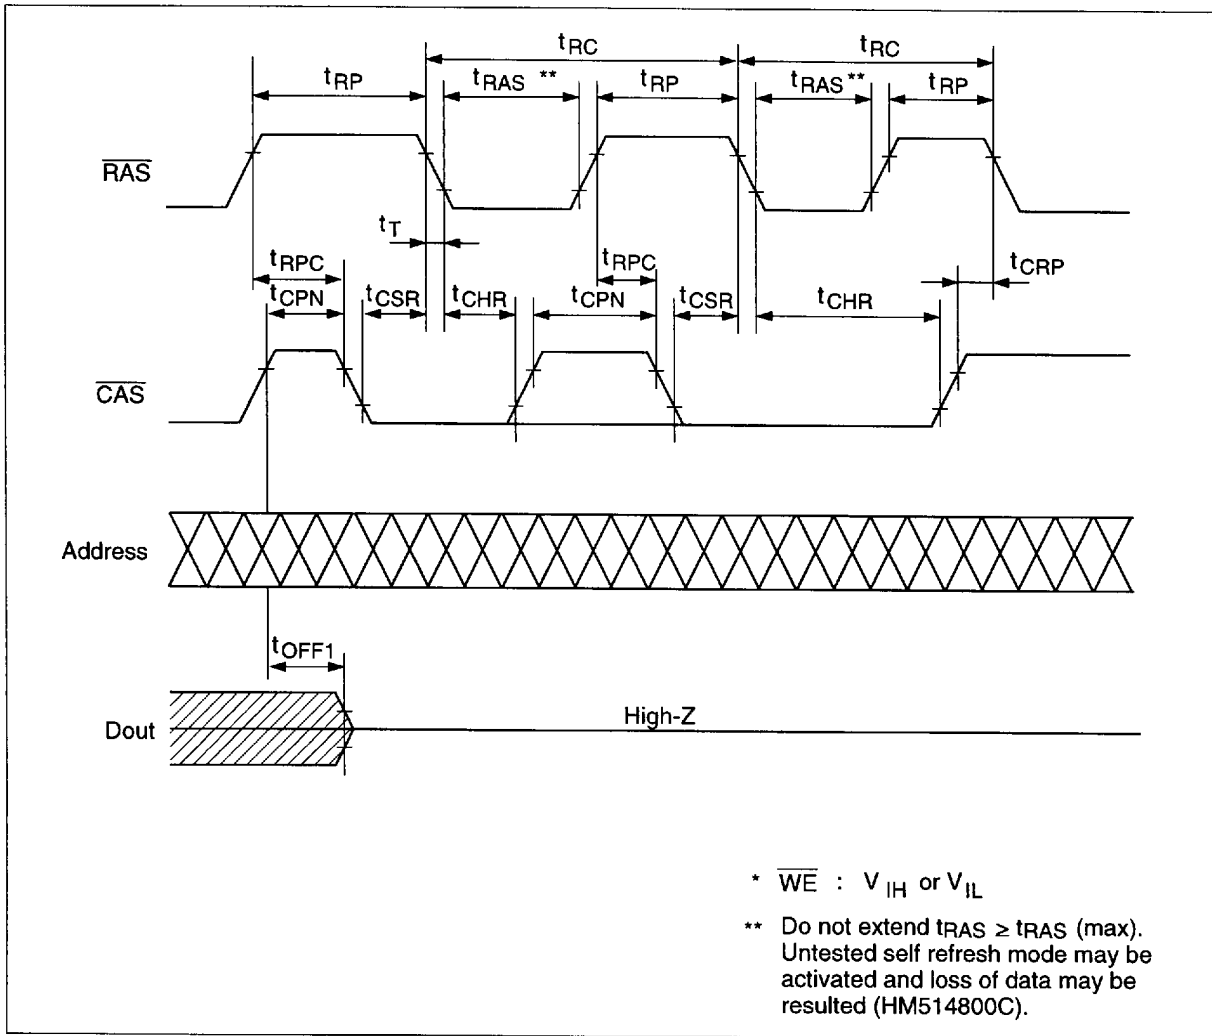 tRC tRC
tRP tRAS ** tRP tRAS** tRP
RAS
tT
tRPC tRPC tCRP
tCPN tCSR tCHR tCPN tCSR tCHR
CAS
Address
tOFF1
Dout High-Z
* WE : VIH or VIL
** Do not extend tRAS ≥ tRAS (max).
Untested self refresh mode may be
activated and loss of data may be
resulted (HM514800C).